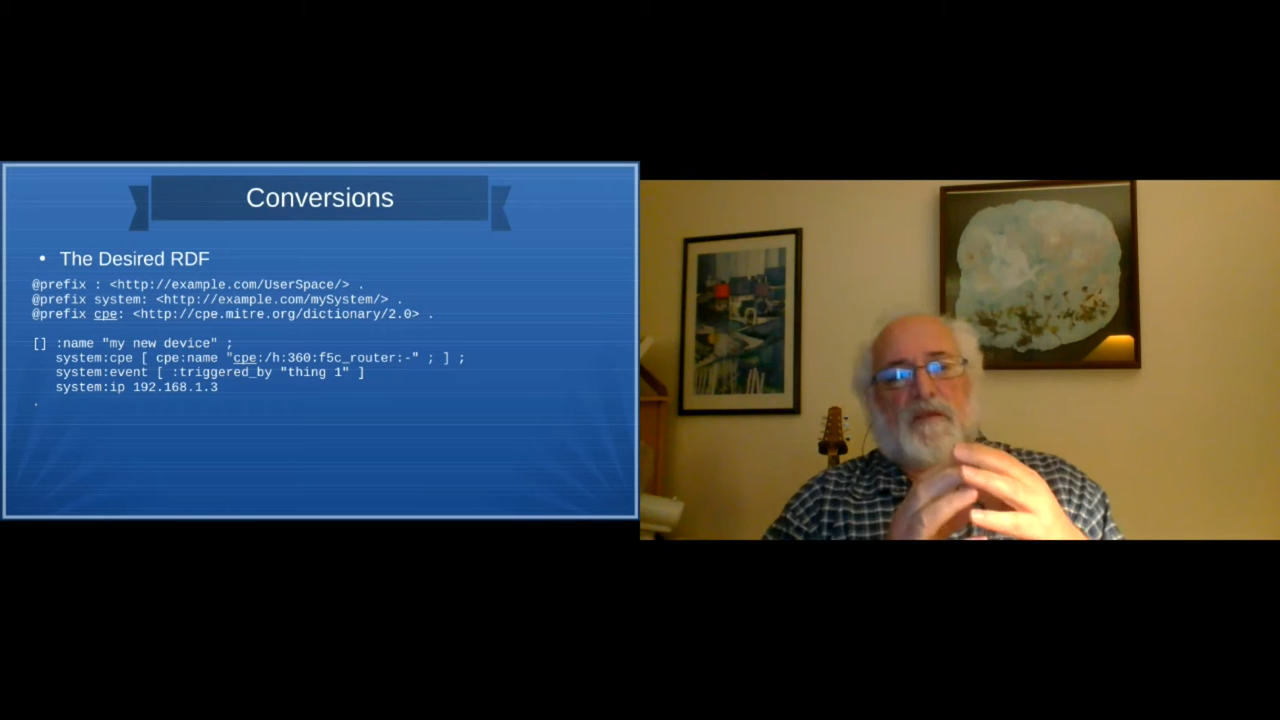 Conversions
• The Desired RDF
@prefix : <http://example.com/UserSpace/> .
@prefix system: <http://example.com/mySystem/> .
@prefix cpe: <http://cpe.mitre.org/dictionary/2.0> .
[] :name "my new device" ;
system:cpe [ cpe:name "cpe:/h:360:f5c_router:-" ; ] ;
system:event [ :triggered_by "thing 1" ]
system:ip 192.168.1.3
.